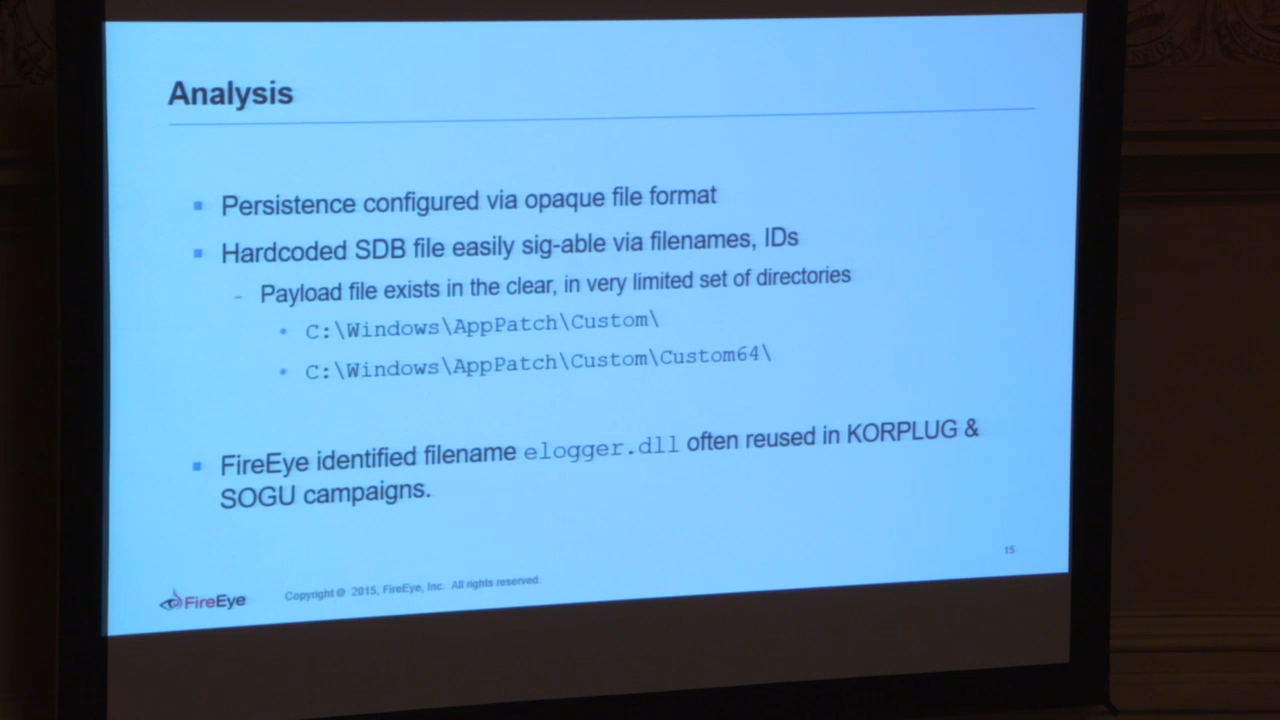 Analysis
Persistence configured via opaque file format
Hardcoded SDB file easily sig-able via filenames, IDs
- Payload file exists in the clear, in very limited set of directories
C:\Windows\AppPatch\Custom\
C:\Windows\AppPatch\Custom\Custom64\
FireEye identified filename elogger.dll often reused in KORPLUG &
SOGU campaigns.
15
FireEye
Copyright © 2015, FireEye, Inc. All rights reserved.